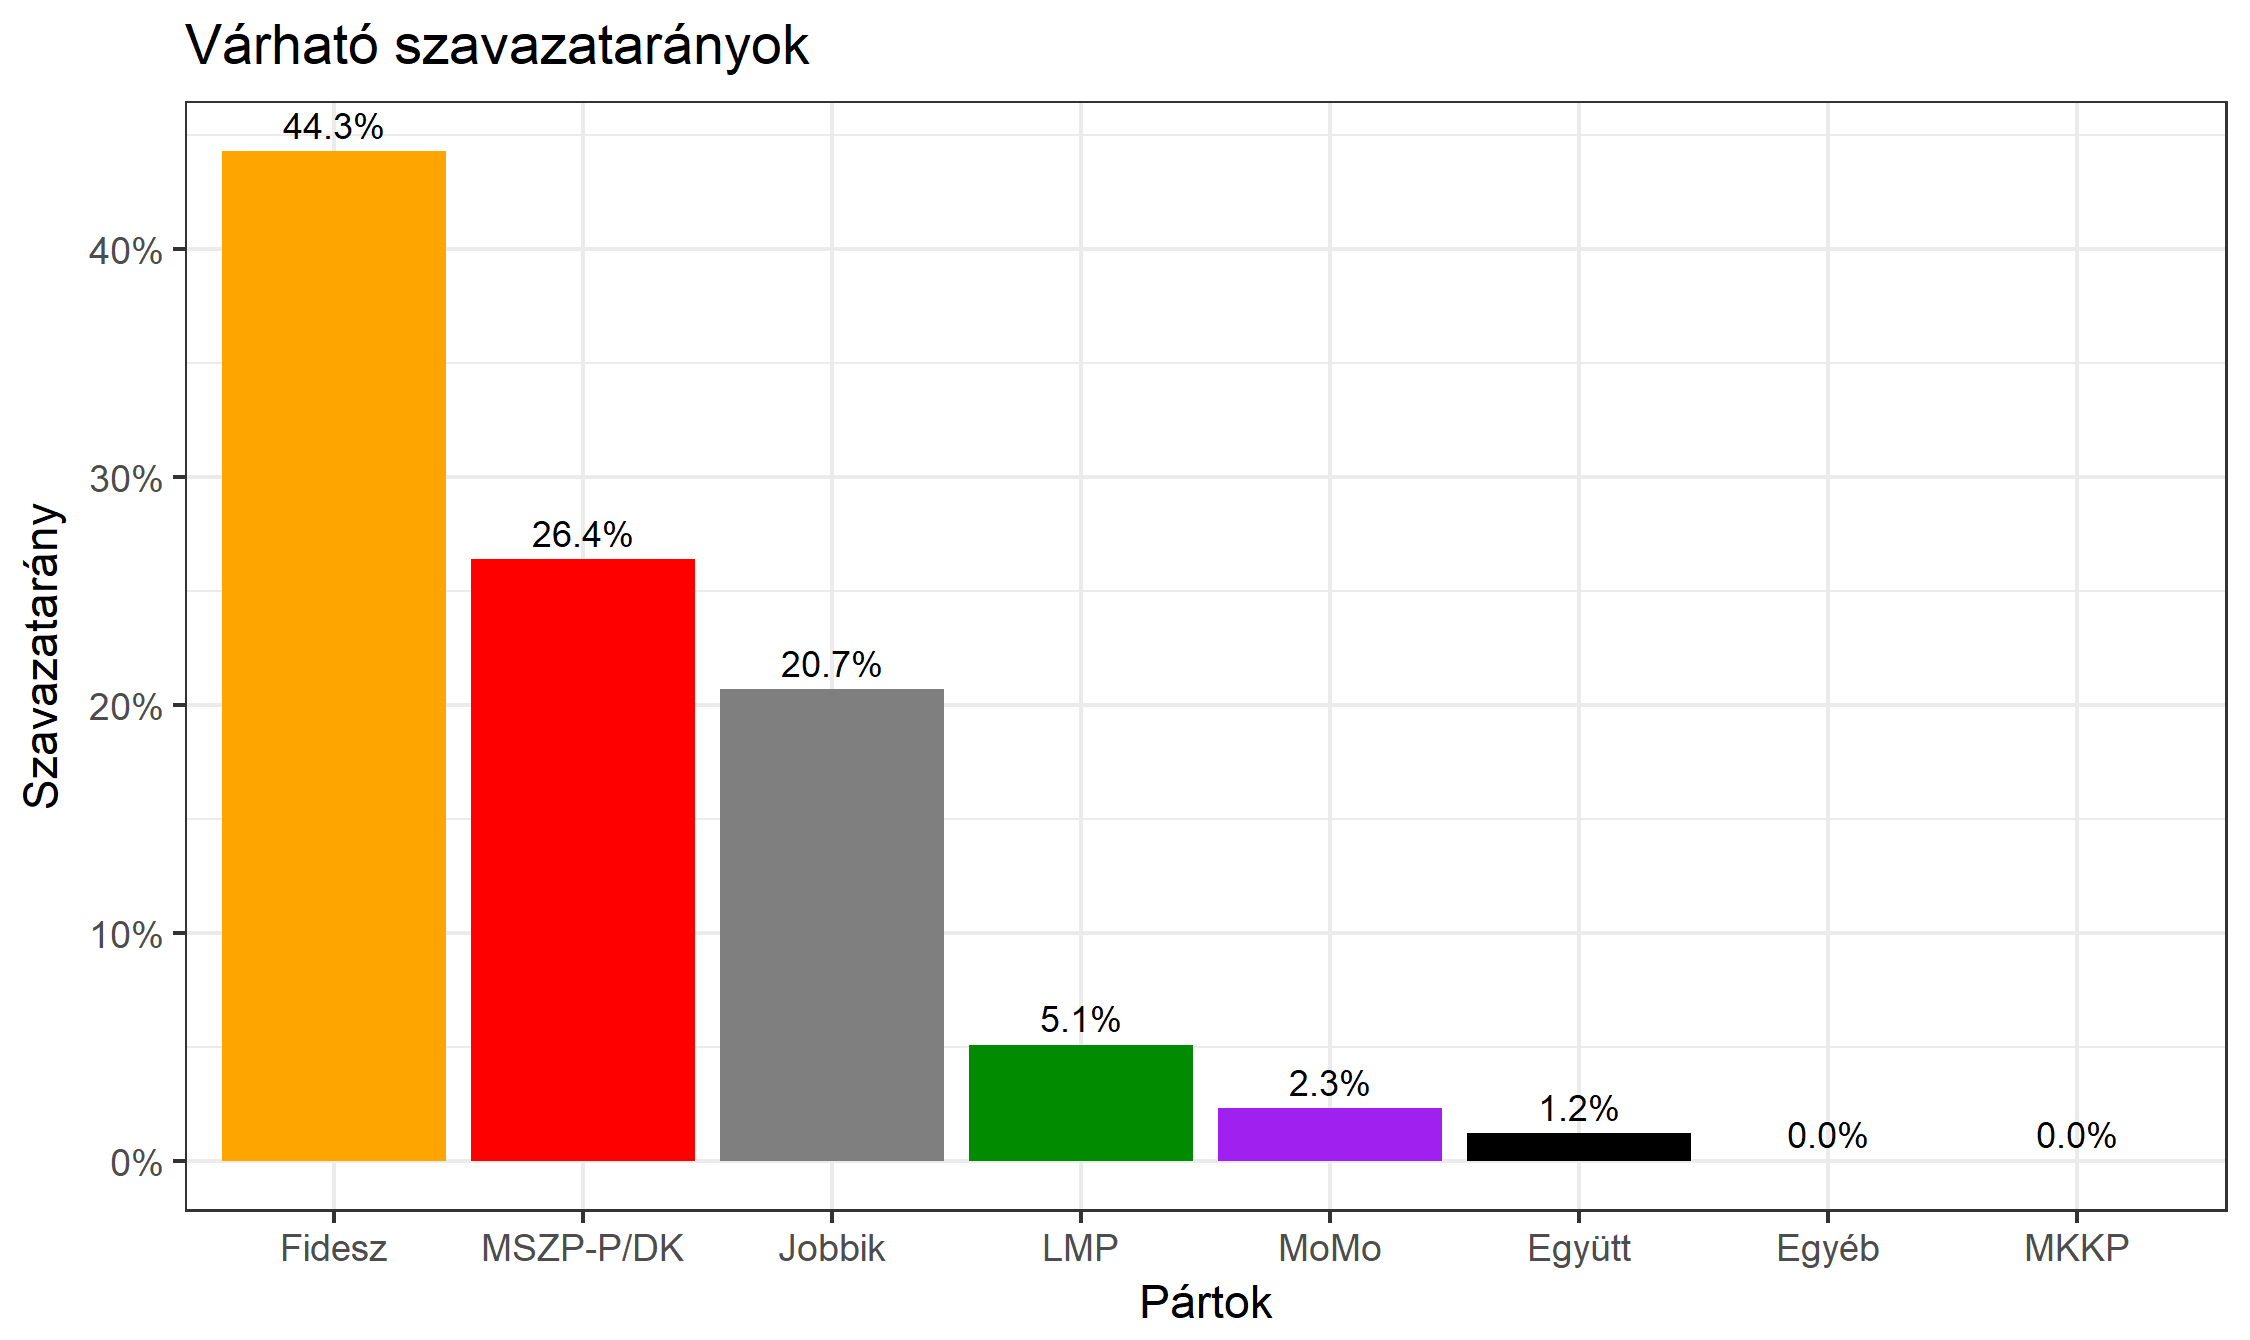 Várható szavazatarányok
Szavazatarány
40%
30%
20%
10%
0%
44.3%
26.4%
20.7%
5.1%
2.3%
1.2%
0.0%
0.0%
Fidesz
MSZP-P/DK
Jobbik
LMP
MoMo
Együtt
Egyéb
MKKP
Pártok